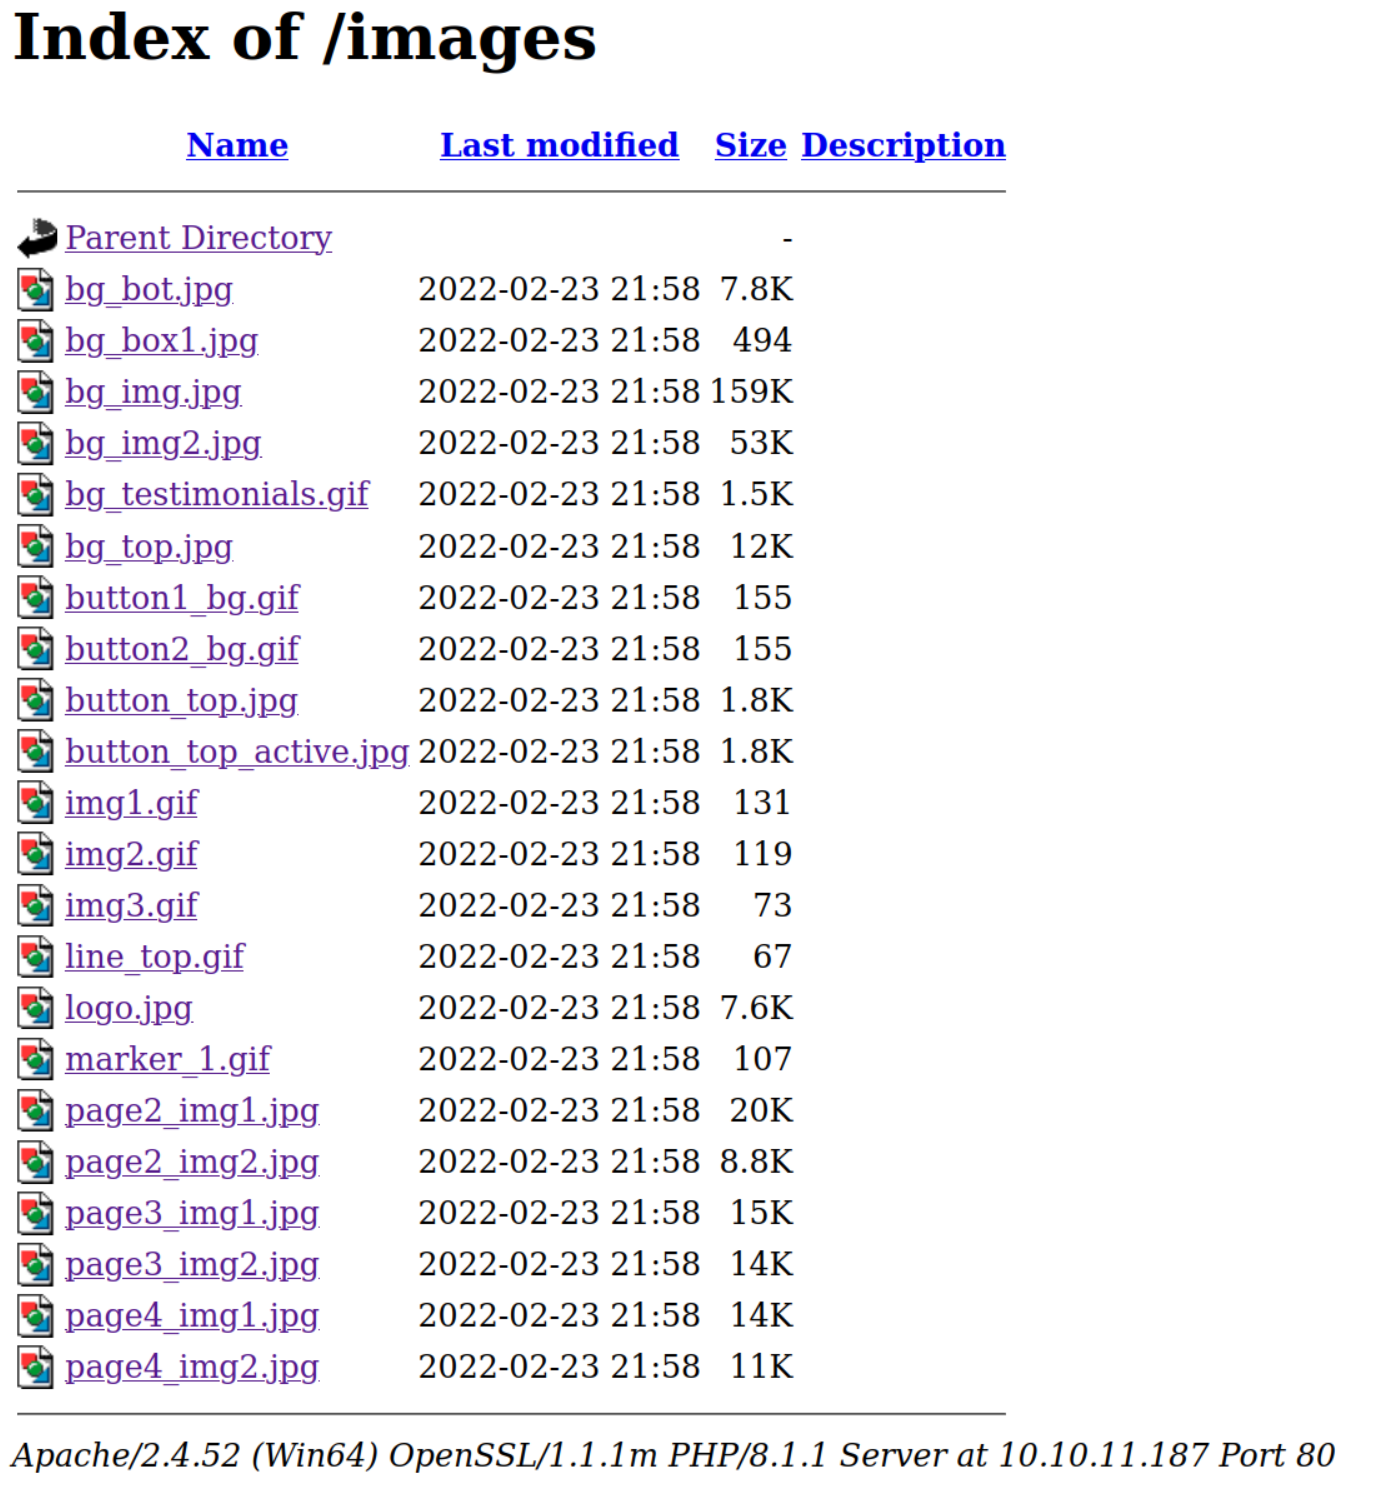 Index of /images
Name Last modified Size Description
Parent Directory -
bg_bot.jpg 2022-02-23 21:58 7.8K
bg_box1.jpg 2022-02-23 21:58 494
bg_img.jpg 2022-02-23 21:58 159K
bg_img2.jpg 2022-02-23 21:58 53K
bg_testimonials.gif 2022-02-23 21:58 1.5K
bg_top.jpg 2022-02-23 21:58 12K
button1_bg.gif 2022-02-23 21:58 155
button2_bg.gif 2022-02-23 21:58 155
button_top.jpg 2022-02-23 21:58 1.8K
button_top_active.jpg 2022-02-23 21:58 1.8K
img1.gif 2022-02-23 21:58 131
img2.gif 2022-02-23 21:58 119
img3.gif 2022-02-23 21:58 73
line_top.gif 2022-02-23 21:58 67
logo.jpg 2022-02-23 21:58 7.6K
marker_1.gif 2022-02-23 21:58 107
page2_img1.jpg 2022-02-23 21:58 20K
page2_img2.jpg 2022-02-23 21:58 8.8K
page3_img1.jpg 2022-02-23 21:58 15K
page3_img2.jpg 2022-02-23 21:58 14K
page4_img1.jpg 2022-02-23 21:58 14K
page4_img2.jpg 2022-02-23 21:58 11K
Apache/2.4.52 (Win64) OpenSSL/1.1.1m PHP/8.1.1 Server at 10.10.11.187 Port 80